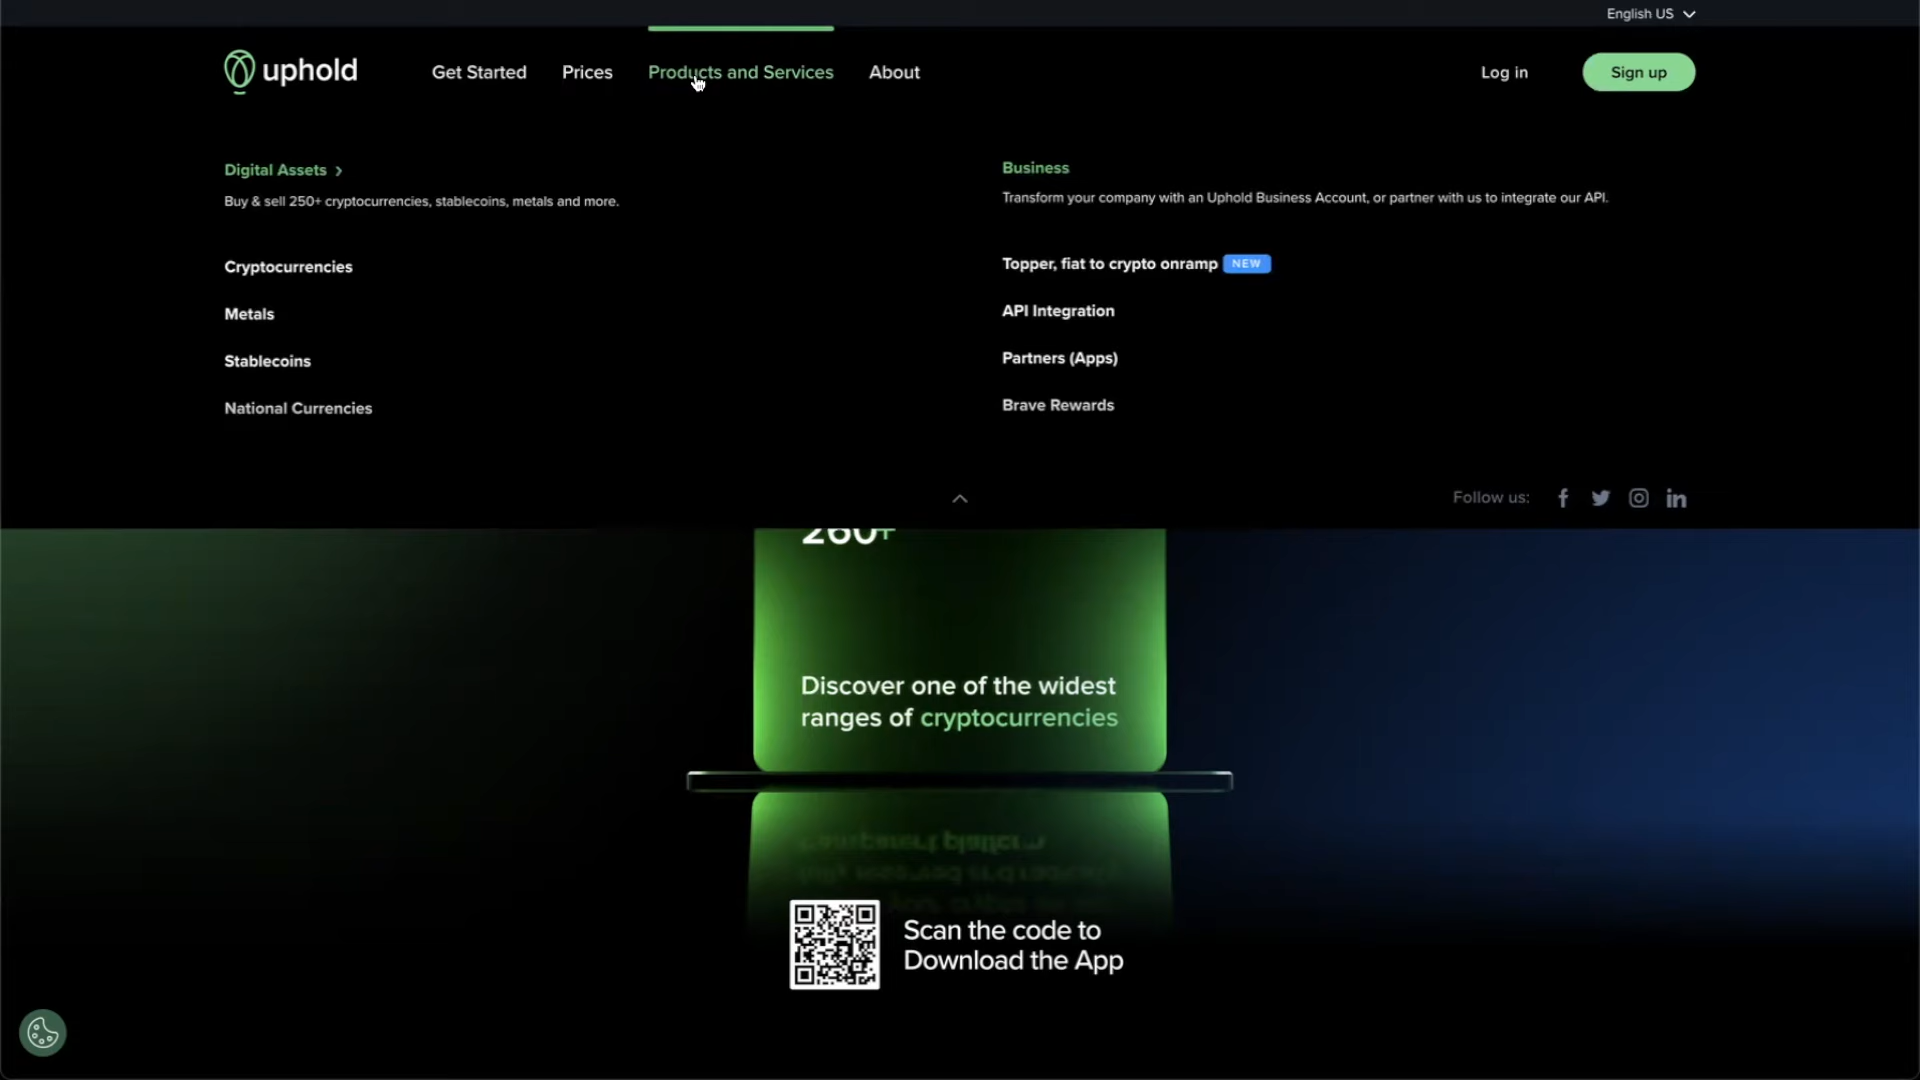 English US
uphold
Get Started
Prices
Products and Services
About
Log in
Sign up
Digital Assets
Buy & sell 250+ cryptocurrencies, stablecoins, metals and more.
Cryptocurrencies
Metals
Stablecoins
National Currencies
Business
Transform your company with an Uphold Business Account, or partner with us to integrate our API.
Topper, fiat to crypto onramp NEW
API Integration
Partners (Apps)
Brave Rewards
Follow us:
260+
Discover one of the widest
ranges of cryptocurrencies
Scan the code to
Download the App